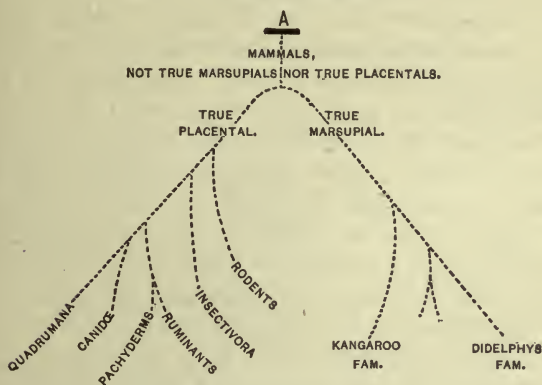 A
MAMMALS,
NOT TRUE MARSUPIALS NOR TRUE PLACENTALS.
TRUE
PLACENTAL.
TRUE
MARSUPIAL.
QUADRUMANA
CANIDŒ
PACHYDERMS
RUMINANTS
INSECTIVORA
RODENTS
KANGAROO
FAM.
DIDELPHYS
FAM.